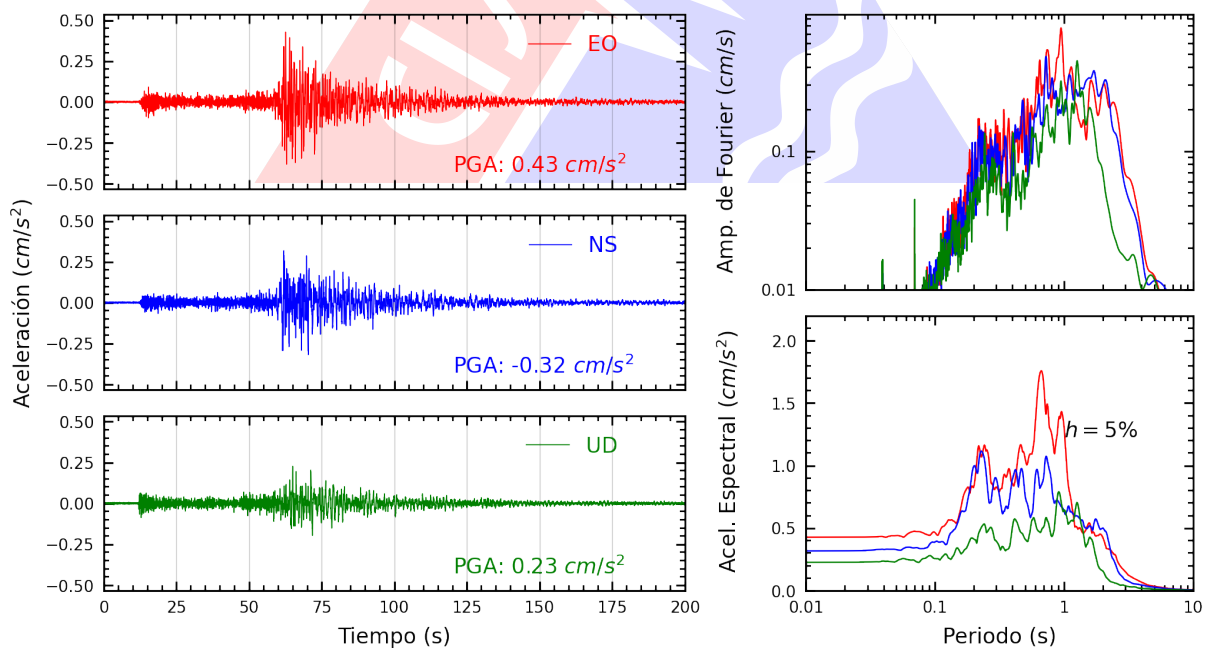 Aceleración (cm/s²)
0.50
0.25
0.00
−0.25
−0.50
EO
PGA: 0.43 cm/s²
0.50
0.25
0.00
−0.25
−0.50
NS
PGA: -0.32 cm/s²
0.50
0.25
0.00
−0.25
−0.50
UD
PGA: 0.23 cm/s²
0 25 50 75 100 125 150 175 200
Tiempo (s)
Amp. de Fourier (cm/s)
0.1
0.01
Acel. Espectral (cm/s²)
2.0
1.5
1.0
0.5
0.0
h = 5%
0.01 0.1 1 10
Periodo (s)